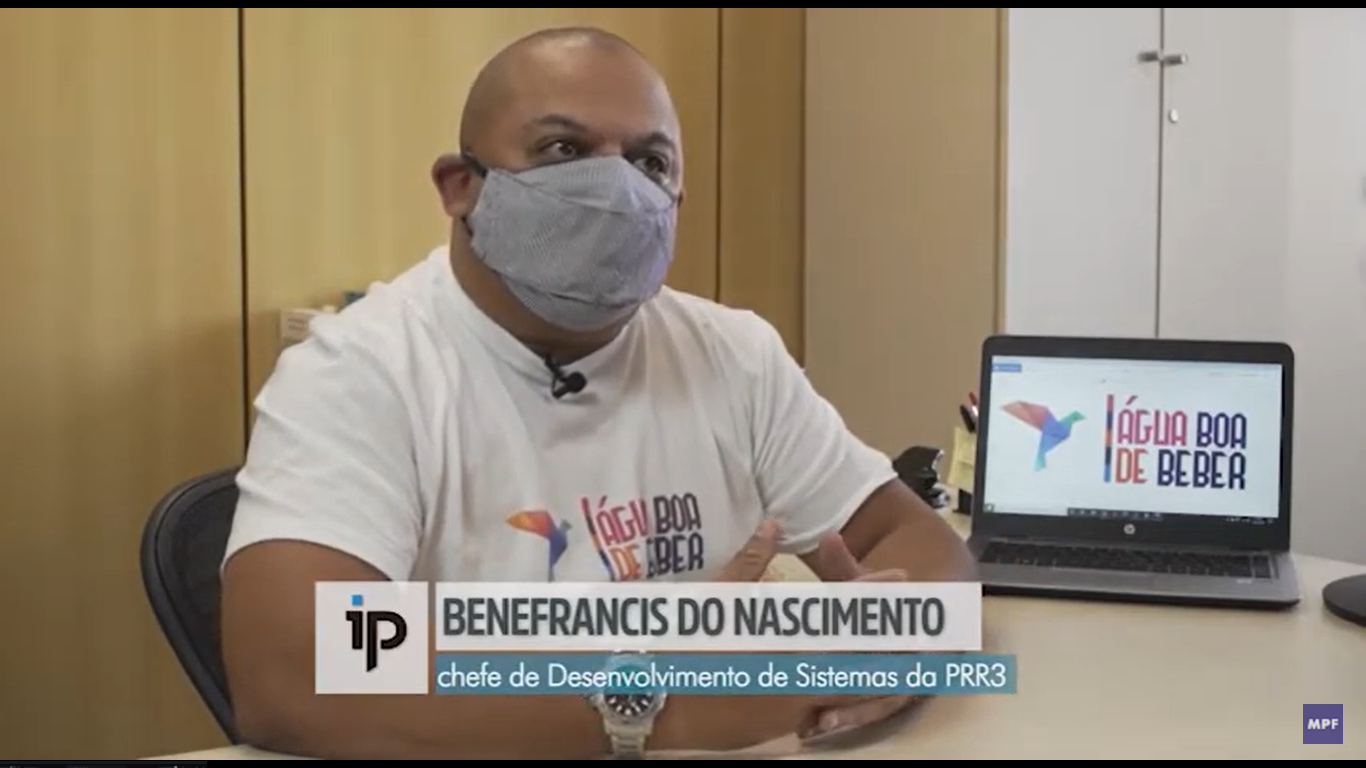 ÁGUA BOA
DE BEBER
ÁGUA BOA
DE BEBER
ip
BENEFRANCIS DO NASCIMENTO
chefe de Desenvolvimento de Sistemas da PRR3
MPF